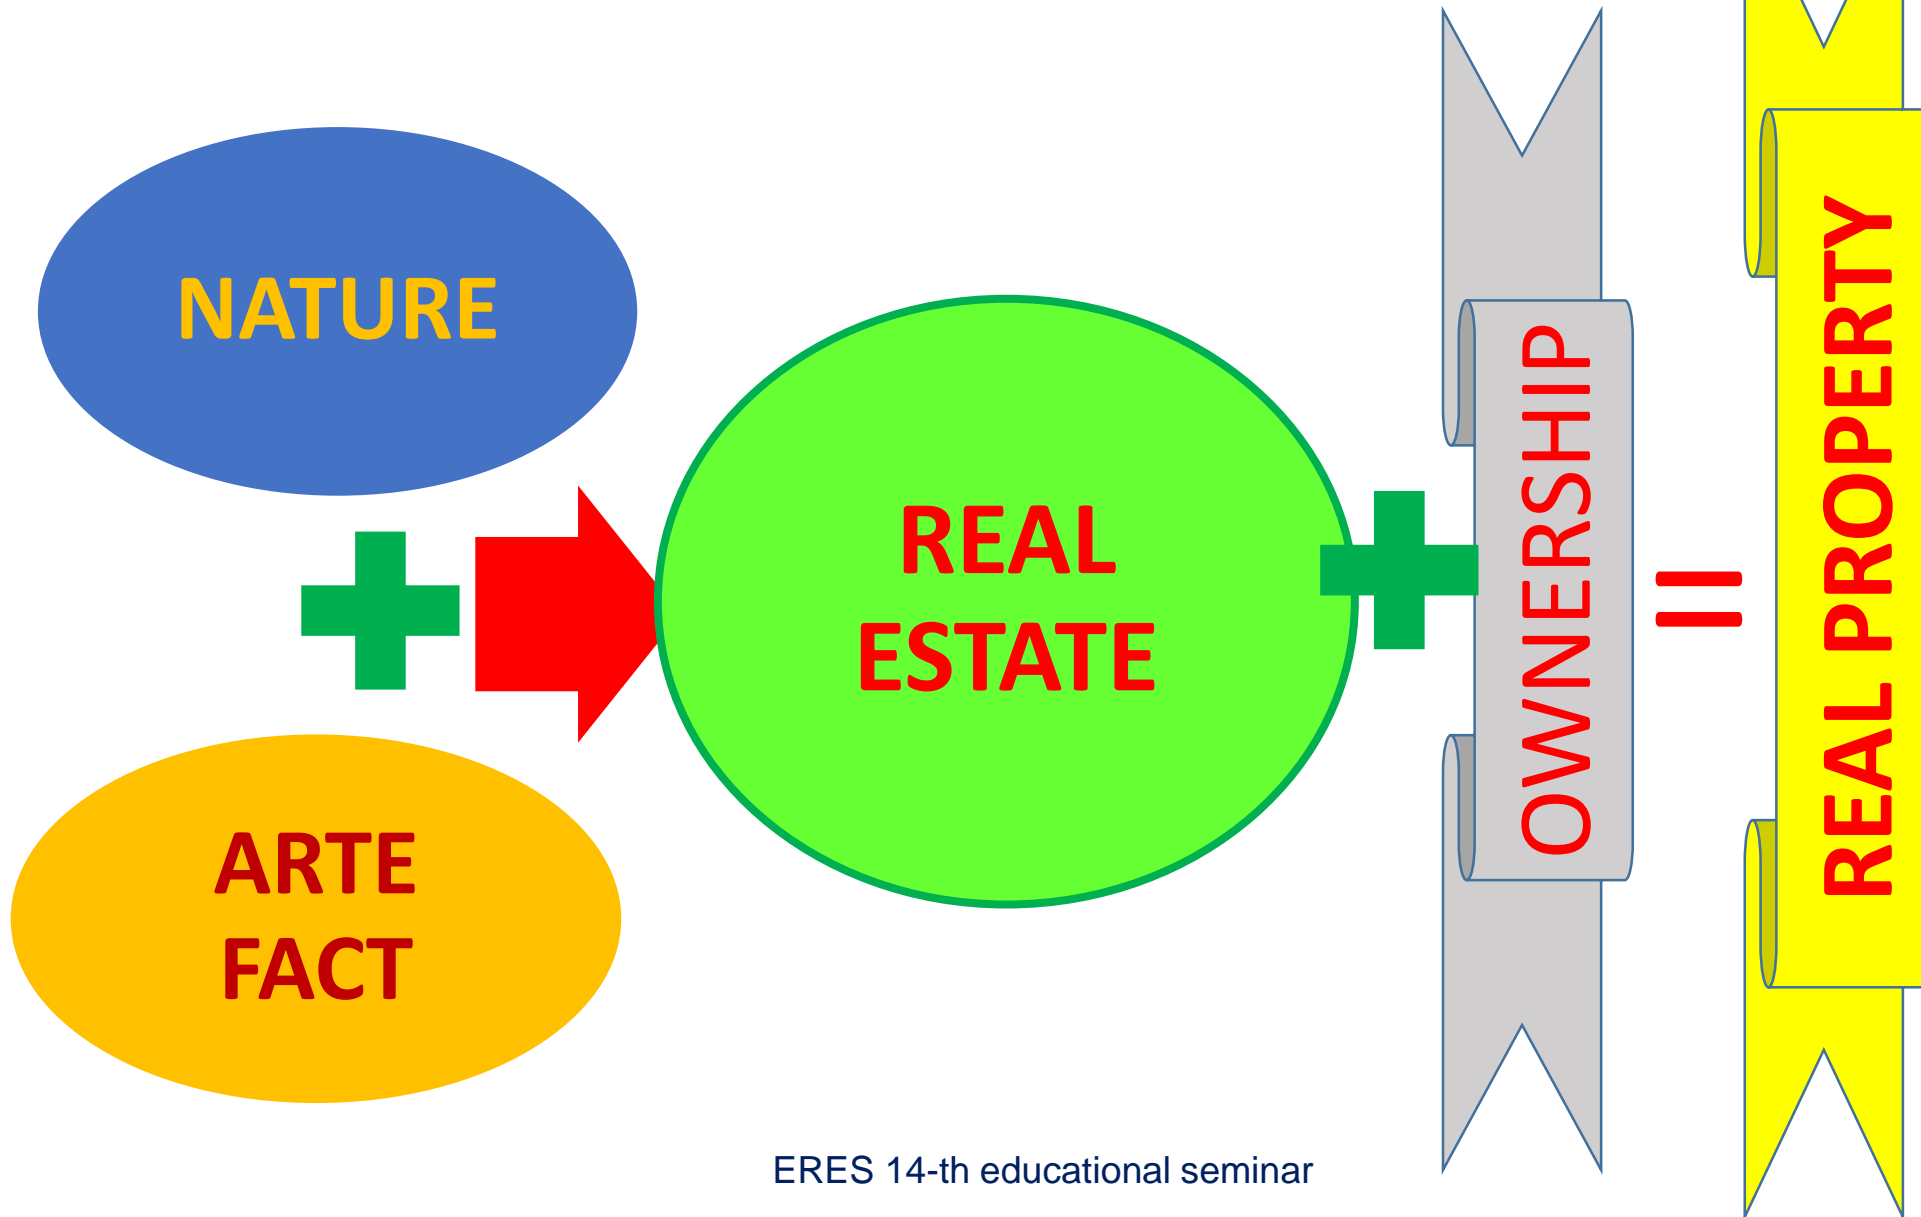 NATURE
+
ARTE
FACT
REAL
ESTATE
+
OWNERSHIP
=
REAL PROPERTY
ERES 14-th educational seminar